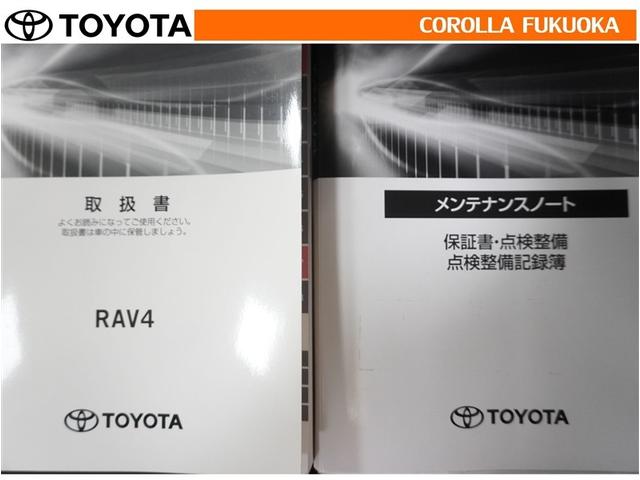 TOYOTA
COROLLA FUKUOKA
取扱書
よくお読みになってご使用ください。
取扱書は車の中に保管しましょう。
RAV4
TOYOTA
メンテナンスノート
保証書・点検整備
点検整備記録簿
TOYOTA